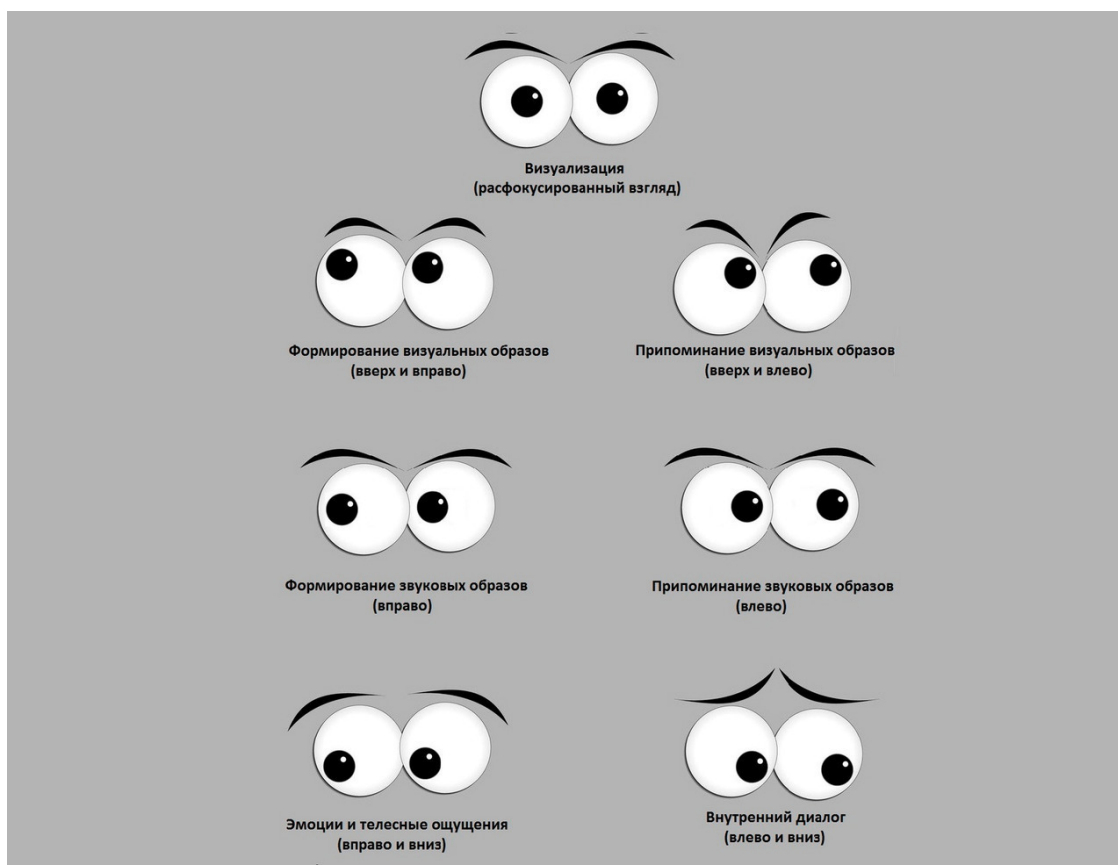 Визуализация
(расфокусированный взгляд)
Формирование визуальных образов
(вверх и вправо)
Припоминание визуальных образов
(вверх и влево)
Формирование звуковых образов
(вправо)
Припоминание звуковых образов
(влево)
Эмоции и телесные ощущения
(вправо и вниз)
Внутренний диалог
(влево и вниз)